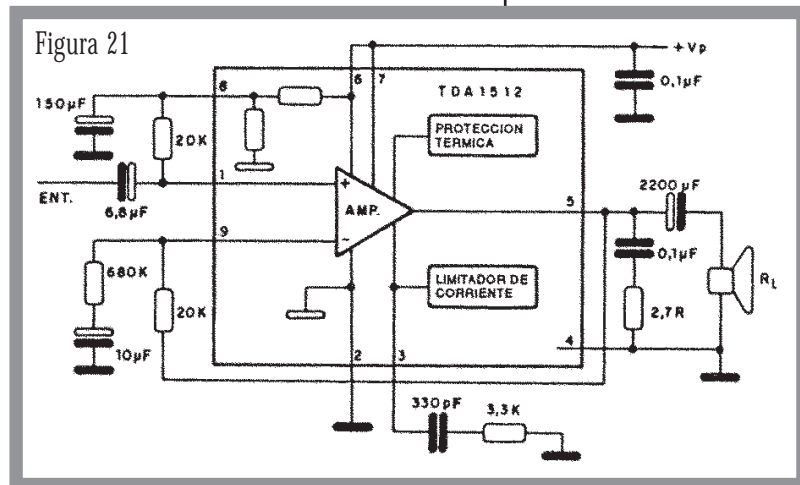 Figura 21
+Vp
0,1µF
TDA1512
PROTECCION
TERMICA
8
6
7
150µF
20K
1
ENT.
6,8µF
+
AMP.
-
5
2200µF
9
680K
20K
10µF
LIMITADOR DE
CORRIENTE
0,1µF
2,7R
RL
4
2
3
330pF
3,3K